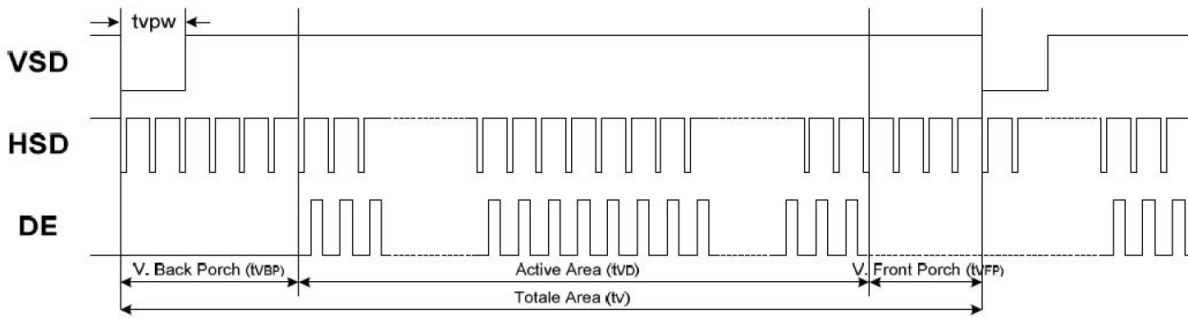 tvpw
VSD
HSD
DE
V. Back Porch (tVBP)
Active Area (tVD)
V. Front Porch (tVFP)
Totale Area (tV)